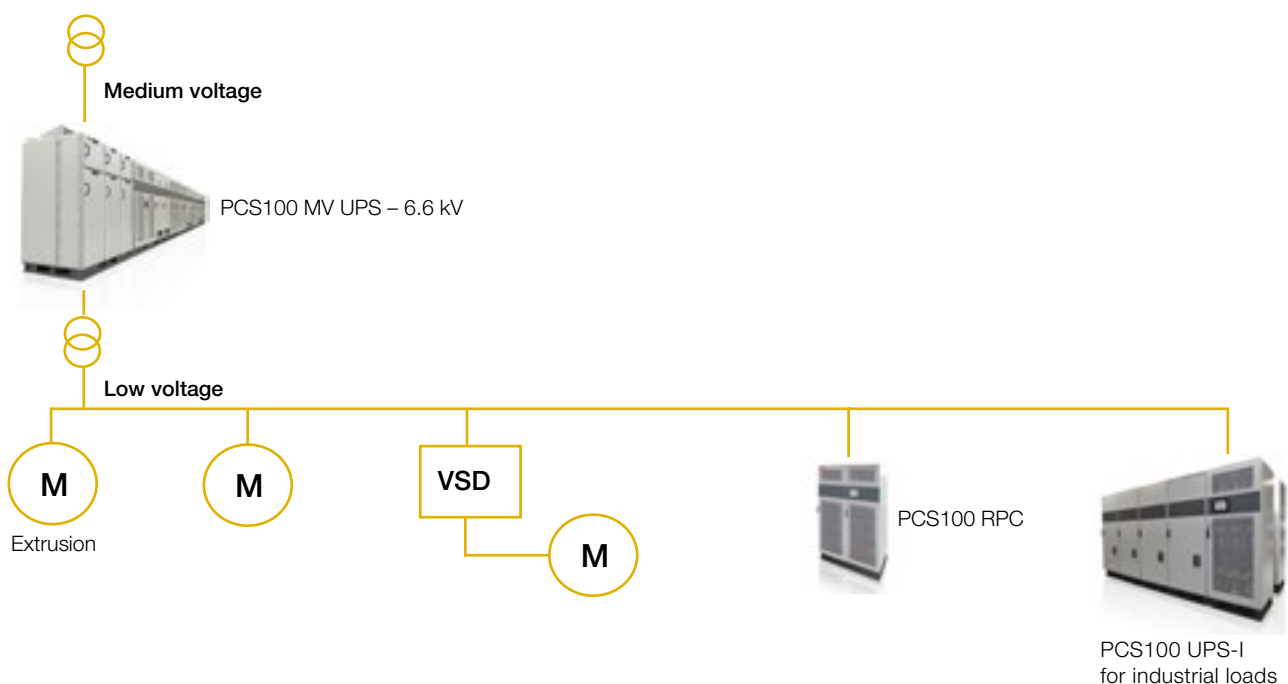 Medium voltage
PCS100 MV UPS – 6.6 kV
Low voltage
M
M
VSD
M
Extrusion
PCS100 RPC
PCS100 UPS-I
for industrial loads